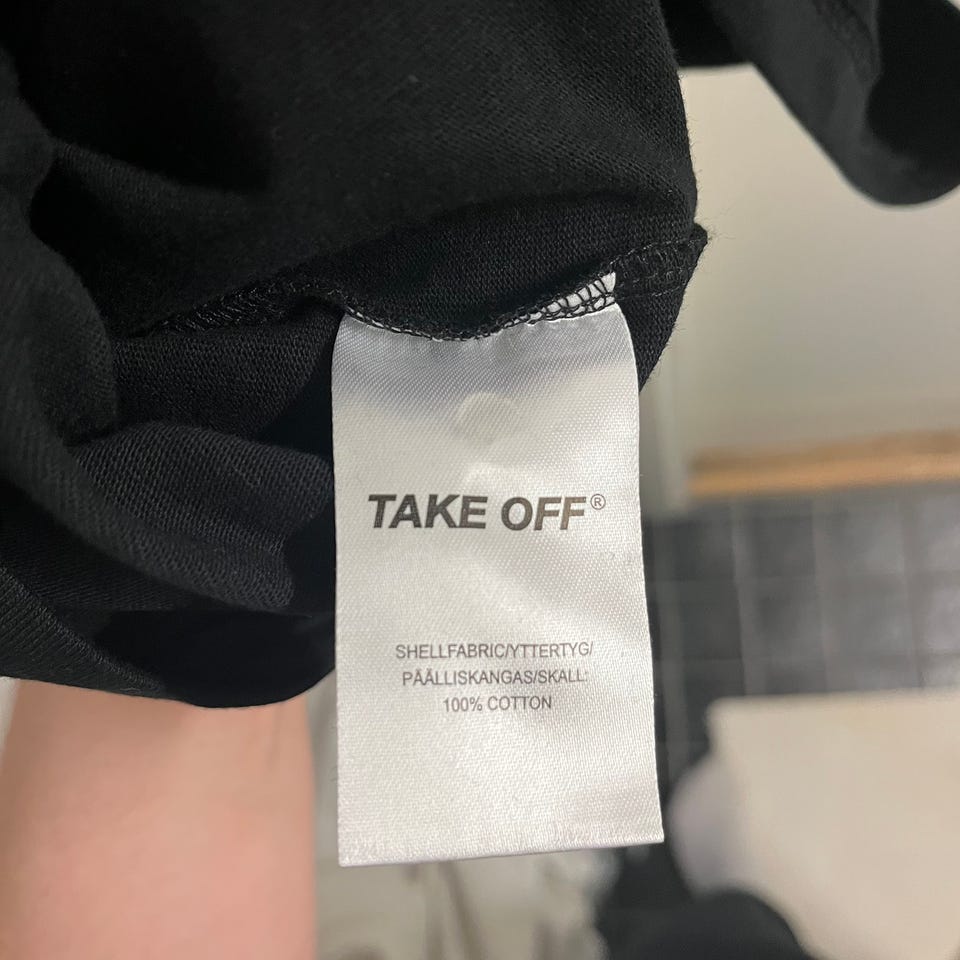 TAKE OFF®
SHELLFABRIC/YTTERTYG/
PÄÄLLISKANGAS/SKALL:
100% COTTON